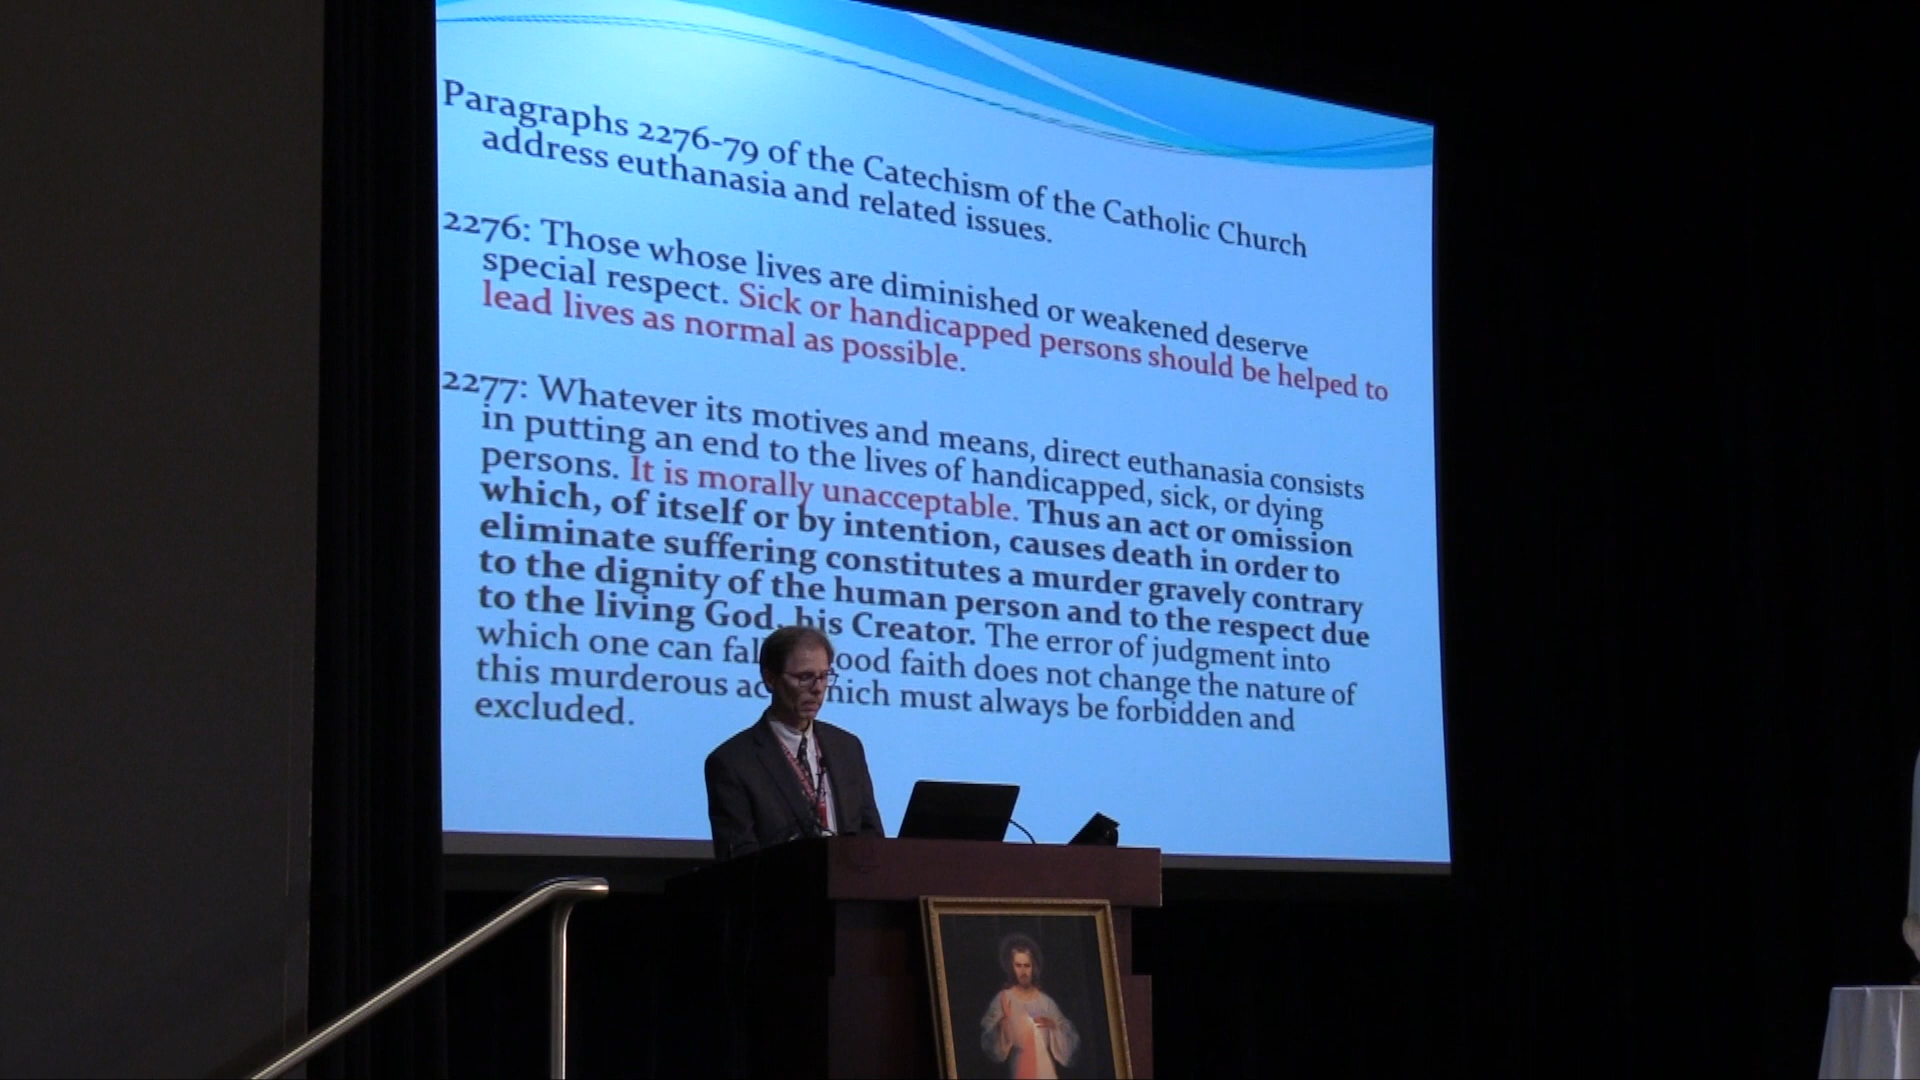 Paragraphs 2276-79 of the Catechism of the Catholic Church
address euthanasia and related issues.
2276: Those whose lives are diminished or weakened deserve
special respect. Sick or handicapped persons should be helped to
lead lives as normal as possible.
2277: Whatever its motives and means, direct euthanasia consists
in putting an end to the lives of handicapped, sick, or dying
persons. It is morally unacceptable. Thus an act or omission
which, of itself or by intention, causes death in order to
eliminate suffering constitutes a murder gravely contrary
to the dignity of the human person and to the respect due
to the living God, his Creator. The error of judgment into
which one can faith does not change the nature of
this murderous must always be forbidden and
excluded.